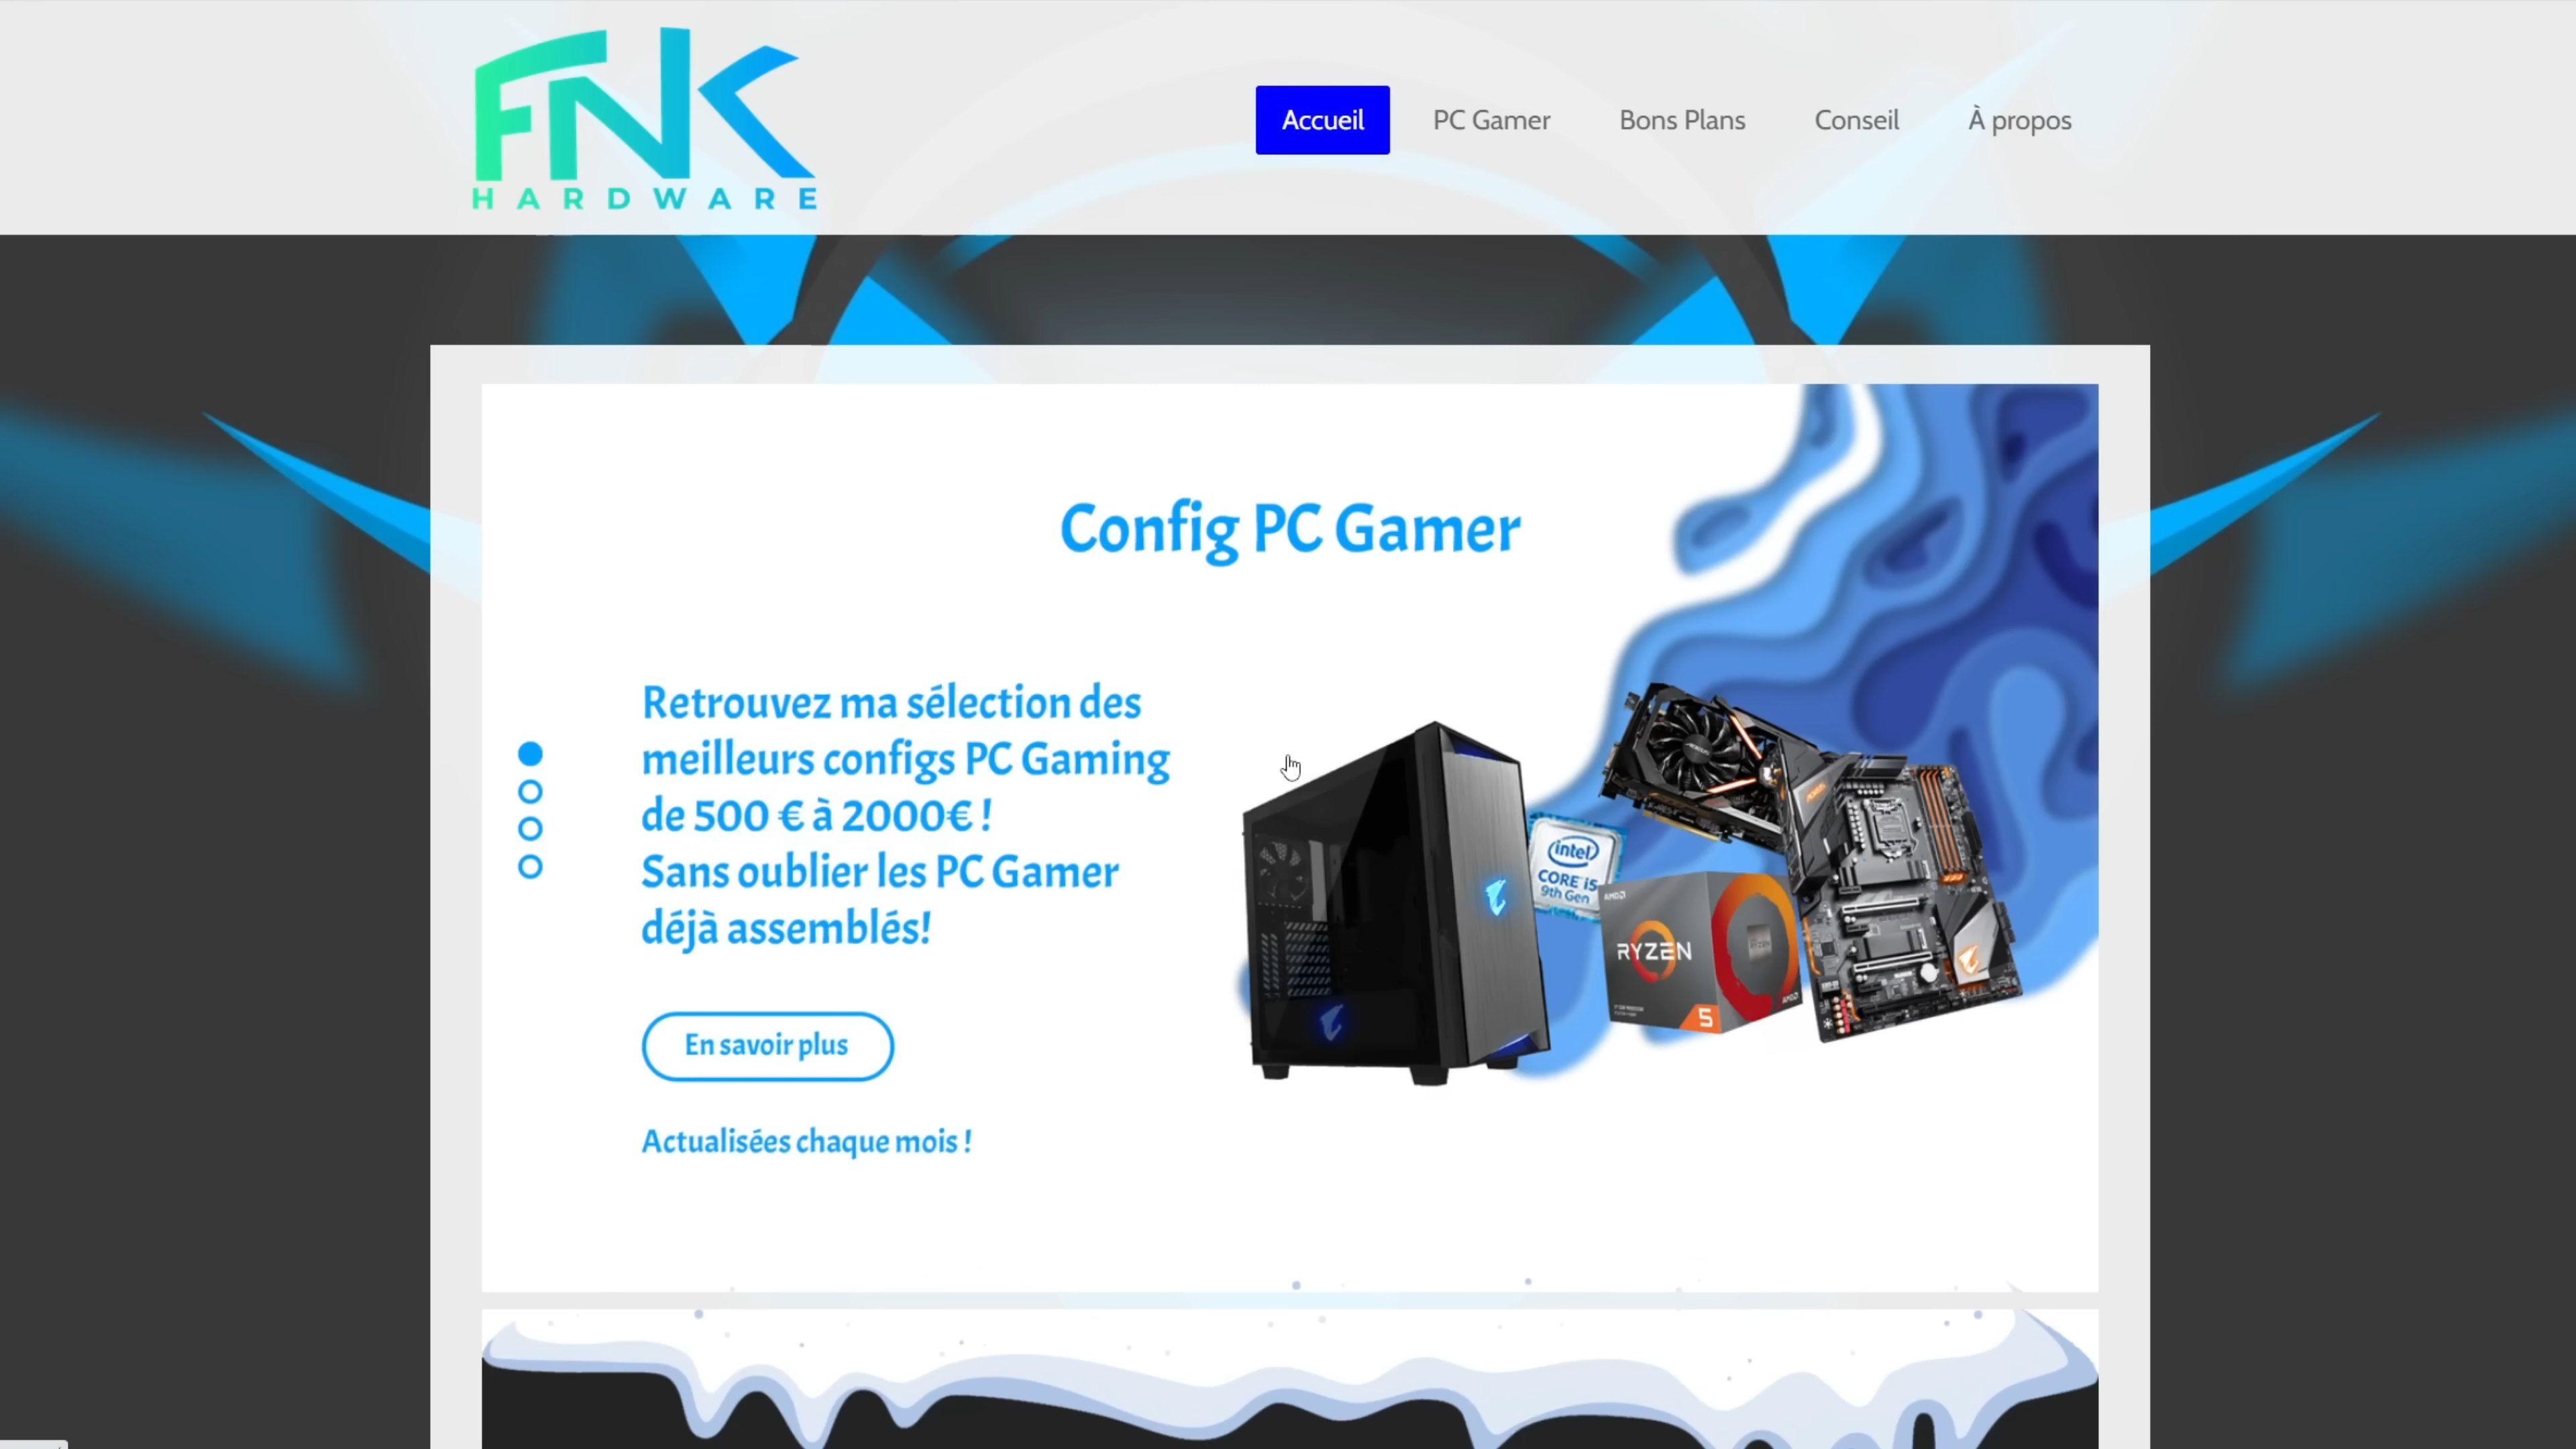 FNK
HARDWARE
Accueil
PC Gamer
Bons Plans
Conseil
À propos
Config PC Gamer
Retrouvez ma sélection des
meilleurs configs PC Gaming
de 500 € à 2000€ !
Sans oublier les PC Gamer
déjà assemblés!
En savoir plus
Actualisées chaque mois !
intel
CORE i5
9th Gen
AMD
RYZEN
5
AMD